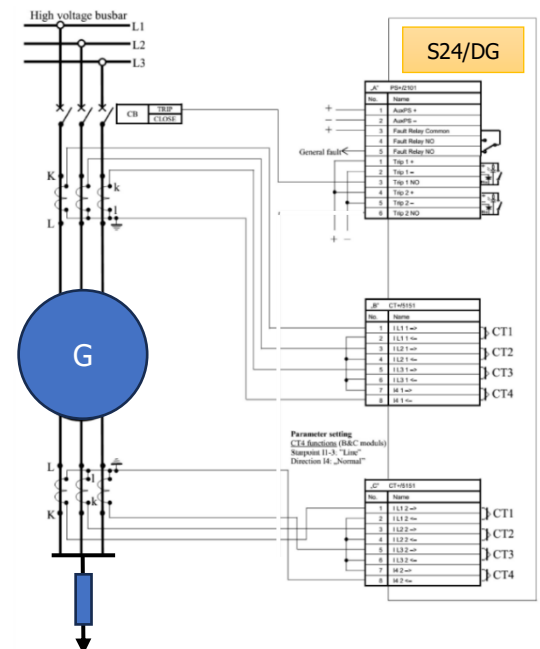 High voltage busbar
L1
L2
L3
S24/DG
CB TRIP
CLOSE
„A" PS+/2101
No. Name
1 AuxPS +
2 AuxPS -
3 Fault Relay Common
4 Fault Relay NO
5 Fault Relay NO
1 Trip 1 +
2 Trip 1 -
3 Trip 1 NO
4 Trip 2 +
5 Trip 2 -
6 Trip 2 NO
+
-
+
General fault
+ -
K
k
l
L
G
„B" CT+/5151
No. Name
1 I L1 1->
2 I L1 1<-
3 I L2 1->
4 I L2 1<-
5 I L3 1->
6 I L3 1<-
7 I4 1->
8 I4 1<-
CT1
CT2
CT3
CT4
Parameter setting
CT4 functions (B&C moduls)
Starpoint I1-3: "Line"
Direction I4: „Normal"
L
l
k
K
„C" CT+/5151
No. Name
1 I L1 2->
2 I L1 2<-
3 I L2 2->
4 I L2 2<-
5 I L3 2->
6 I L3 2<-
7 I4 2->
8 I4 2<-
CT1
CT2
CT3
CT4